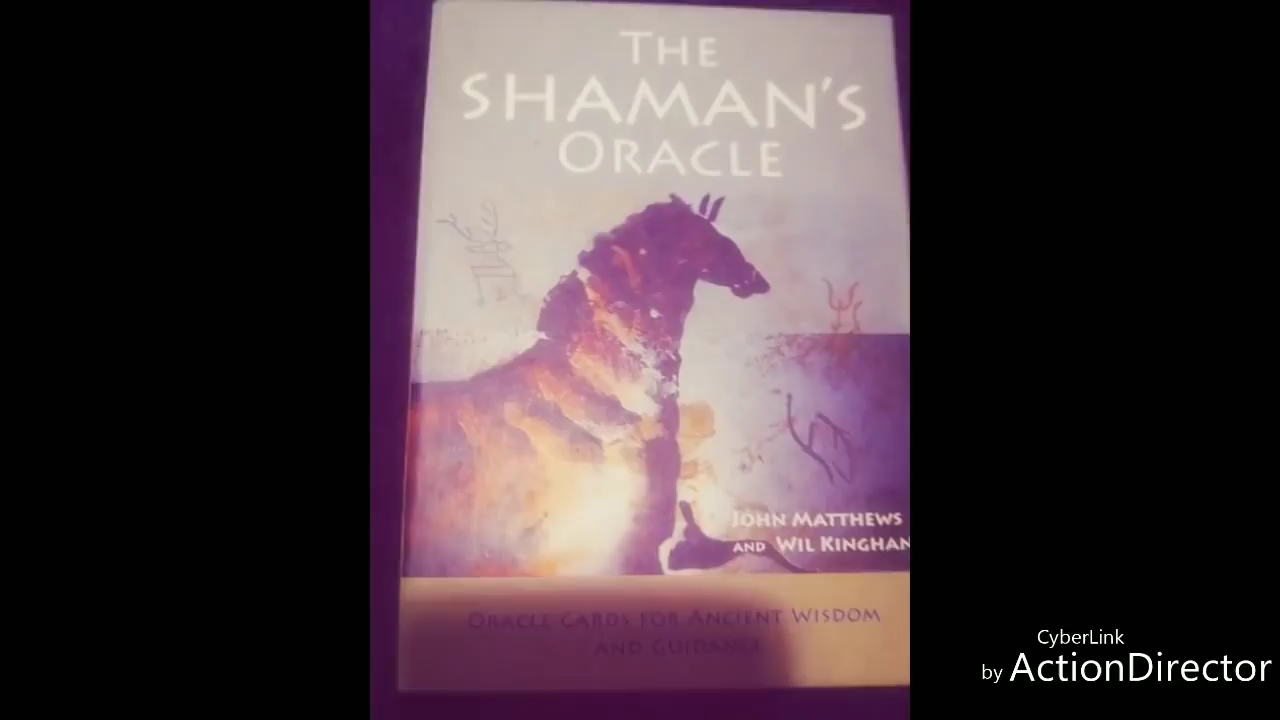 THE
SHAMAN'S
ORACLE
JOHN MATTHEWS
AND WIL KINGHAN
ORACLE CARDS FOR ANCIENT WISDOM
AND GUIDANCE
CyberLink
by ActionDirector